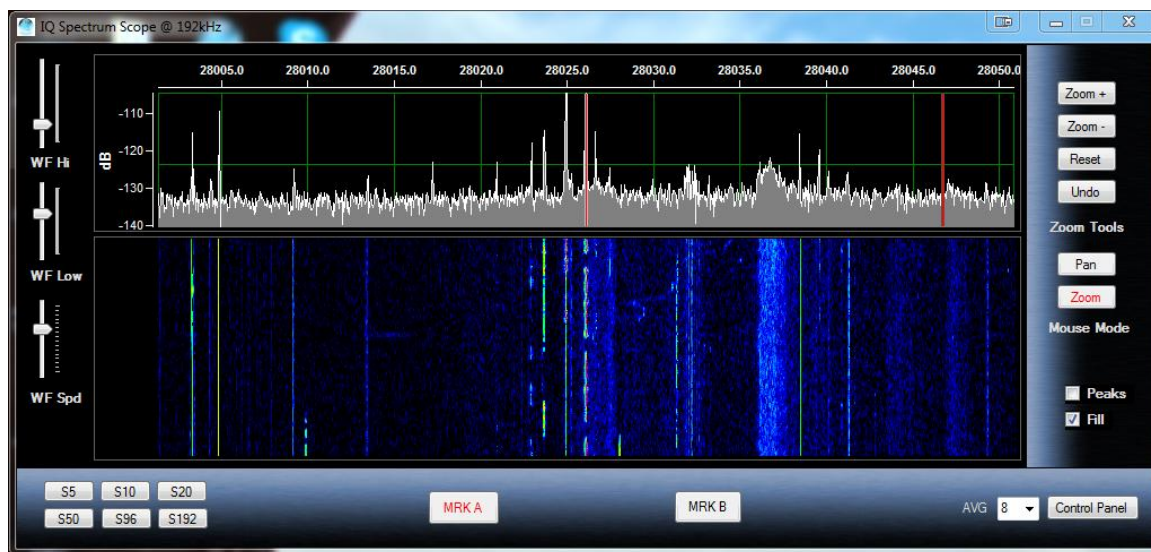 IQ Spectrum Scope @ 192kHz
28005.0 28010.0 28015.0 28020.0 28025.0 28030.0 28035.0 28040.0 28045.0 28050.0
-110
-120
-130
-140
dB
WF Hi
WF Low
WF Spd
Zoom +
Zoom -
Reset
Undo
Zoom Tools
Pan
Zoom
Mouse Mode
Peaks
Fill
S5 S10 S20
S50 S96 S192
MRK A
MRK B
AVG 8 Control Panel